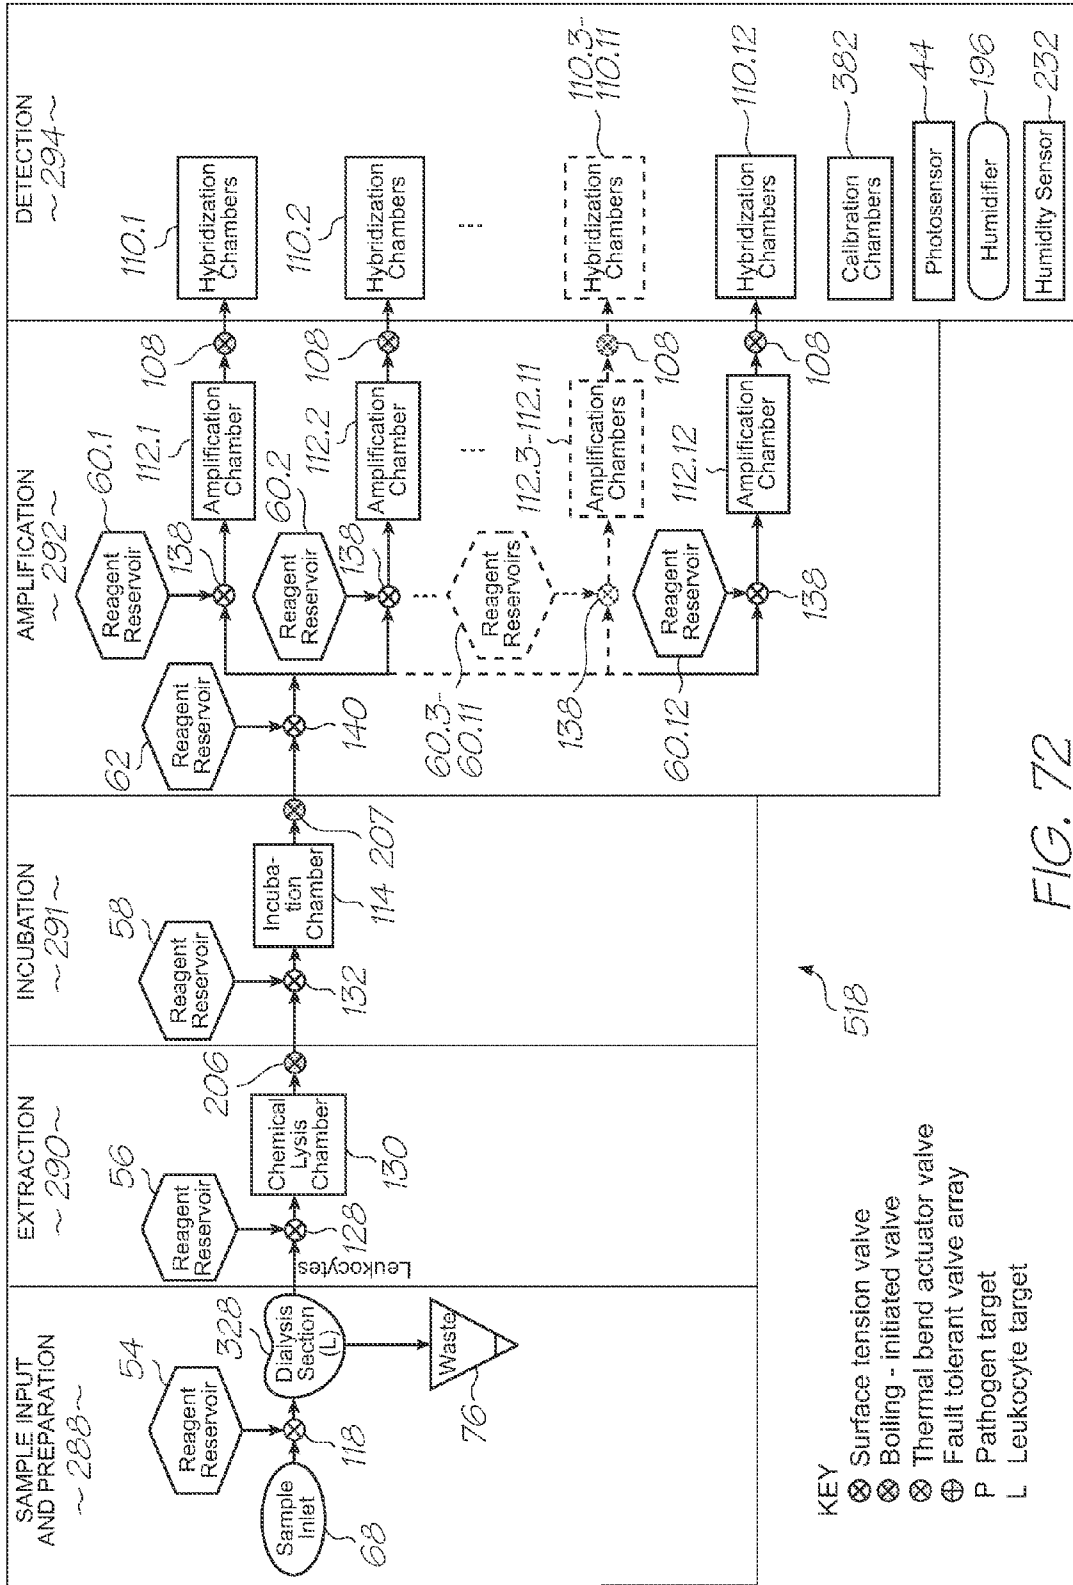 SAMPLE INPUT
AND PREPARATION
~288~
54
Reagent
Reservoir
Sample
Inlet
68
118
328
Dialysis
Section
(L)
Waste
76
EXTRACTION
~290~
56
Reagent
Reservoir
128
Leukocytes
Chemical
Lysis
Chamber
130
206
INCUBATION
~291~
58
Reagent
Reservoir
132
Incuba-
tion
Chamber
114
207
AMPLIFICATION
~292~
62
Reagent
Reservoir
140
60.1
Reagent
Reservoir
138
112.1
Amplification
Chamber
108
60.2
Reagent
Reservoir
138
112.2
Amplification
Chamber
108
60.3-
60.11
Reagent
Reservoirs
138
112.3-112.11
Amplification
Chambers
108
60.12
Reagent
Reservoir
138
112.12
Amplification
Chamber
108
DETECTION
~294~
110.1
Hybridization
Chambers
110.2
Hybridization
Chambers
110.3-
110.11
Hybridization
Chambers
110.12
Hybridization
Chambers
Calibration
Chambers
382
Photosensor
44
Humidifier
196
Humidity Sensor
232
518
KEY
Surface tension valve
Boiling - initiated valve
Thermal bend actuator valve
Fault tolerant valve array
P Pathogen target
L Leukocyte target
FIG. 72